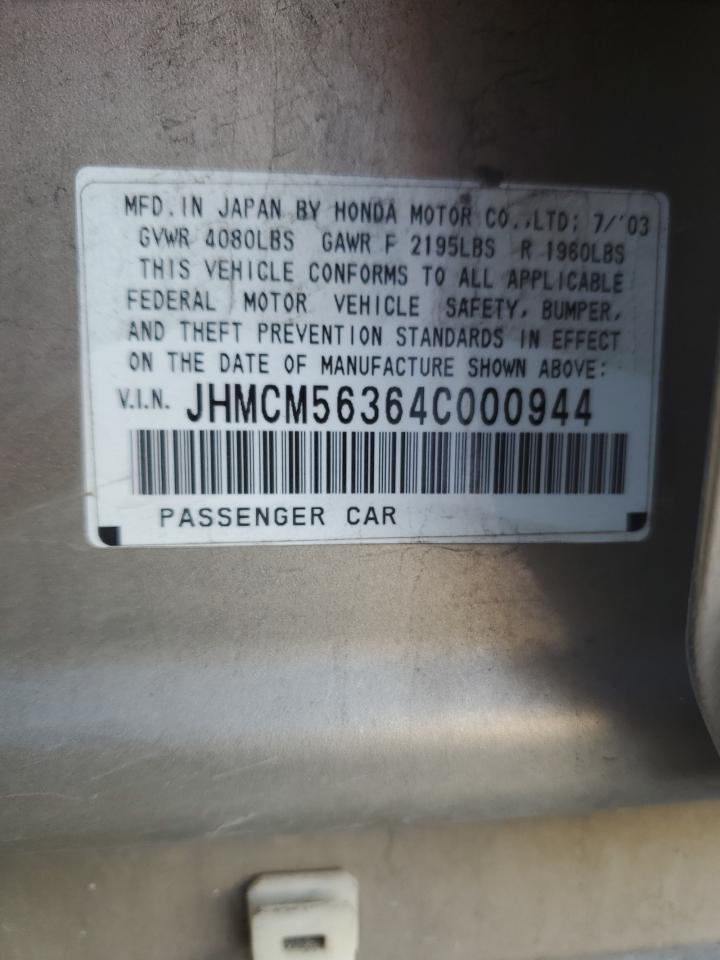 MFD. IN JAPAN BY HONDA MOTOR CO.,LTD; 7/'03
GVWR 4080LBS GAWR F 2195LBS R 1960LBS
THIS VEHICLE CONFORMS TO ALL APPLICABLE
FEDERAL MOTOR VEHICLE SAFETY, BUMPER,
AND THEFT PREVENTION STANDARDS IN EFFECT
ON THE DATE OF MANUFACTURE SHOWN ABOVE:
V.I.N. JHMCM56364C000944
PASSENGER CAR